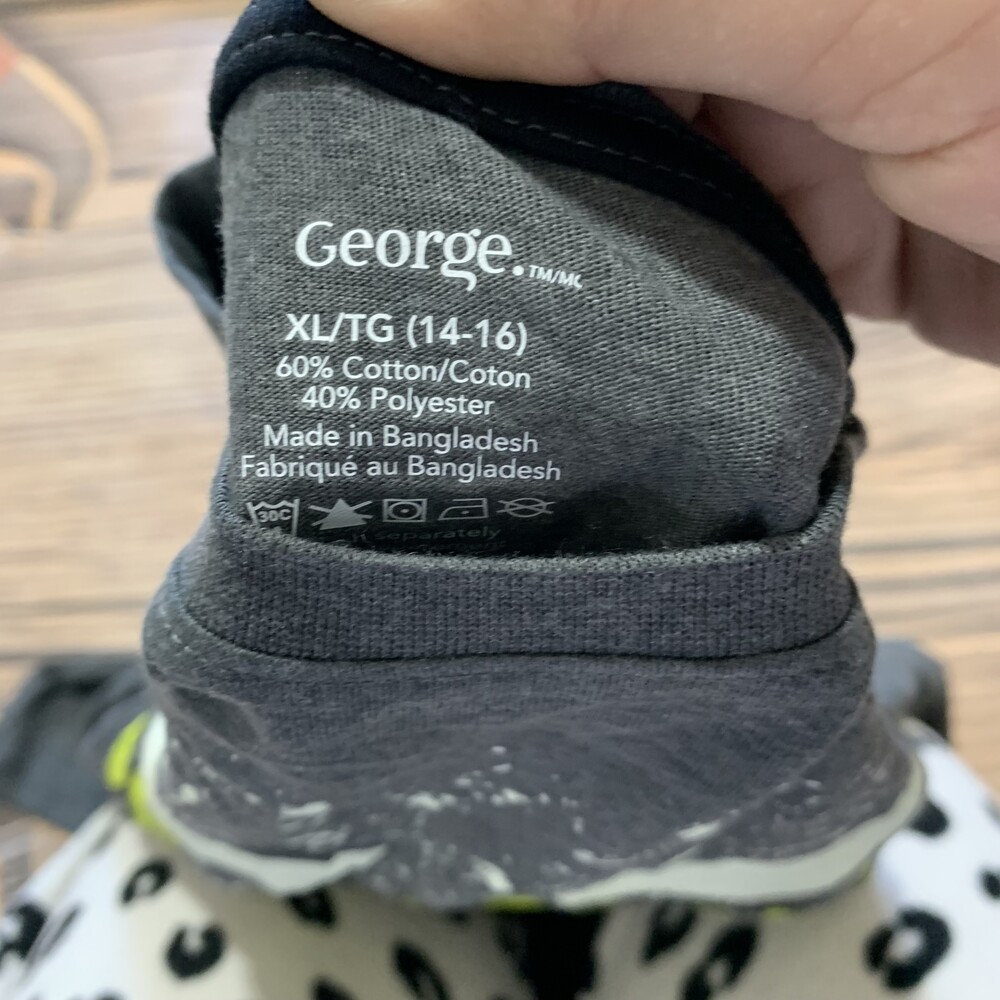 George.™/MC
XL/TG (14-16)
60% Cotton/Coton
40% Polyester
Made in Bangladesh
Fabriqué au Bangladesh
30C
separately